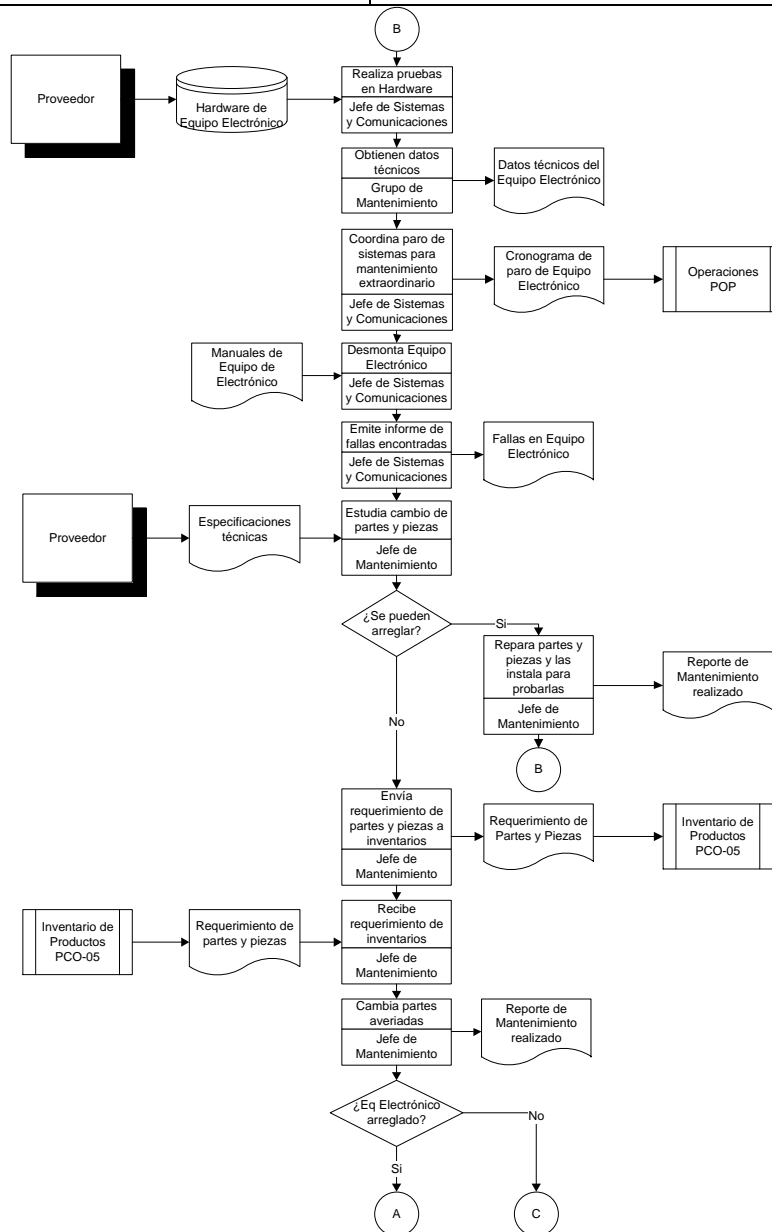 B
Proveedor
Hardware de
Equipo Electrónico
Realiza pruebas
en Hardware
Jefe de Sistemas
y Comunicaciones
Obtienen datos
técnicos
Grupo de
Mantenimiento
Datos técnicos del
Equipo Electrónico
Coordina paro de
sistemas para
mantenimiento
extraordinario
Jefe de Sistemas
y Comunicaciones
Cronograma de
paro de Equipo
Electrónico
Operaciones
POP
Manuales de
Equipo de
Electrónico
Desmonta Equipo
Electrónico
Jefe de Sistemas
y Comunicaciones
Emite informe de
fallas encontradas
Jefe de Sistemas
y Comunicaciones
Fallas en Equipo
Electrónico
Proveedor
Especificaciones
técnicas
Estudia cambio de
partes y piezas
Jefe de
Mantenimiento
¿Se pueden
arreglar?
Si
Repara partes y
piezas y las
instala para
probarlas
Jefe de
Mantenimiento
Reporte de
Mantenimiento
realizado
No
B
Envía
requerimiento de
partes y piezas a
inventarios
Jefe de
Mantenimiento
Requerimiento de
Partes y Piezas
Inventario de
Productos
PCO-05
Inventario de
Productos
PCO-05
Requerimiento de
partes y piezas
Recibe
requerimiento de
inventarios
Jefe de
Mantenimiento
Cambia partes
averiadas
Jefe de
Mantenimiento
Reporte de
Mantenimiento
realizado
¿Eq Electrónico
arreglado?
No
Si
A
C